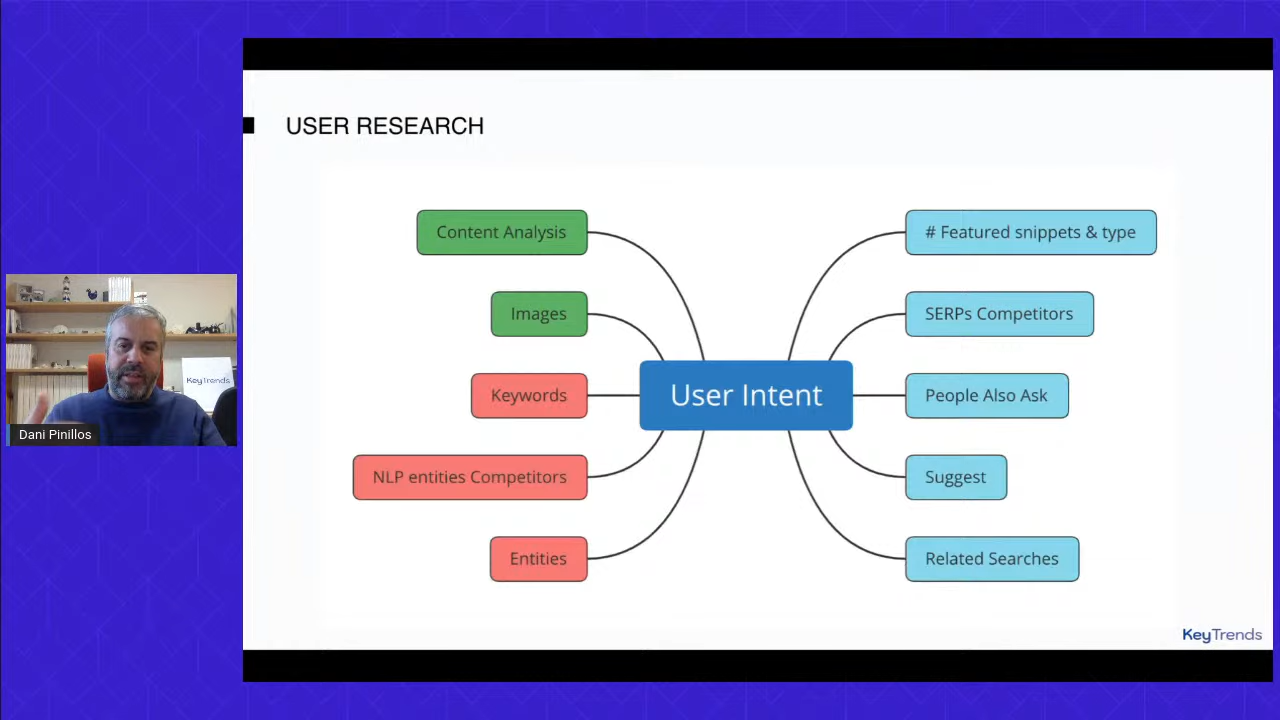 USER RESEARCH
Content Analysis
Images
Keywords
NLP entities Competitors
Entities
User Intent
# Featured snippets & type
SERPs Competitors
People Also Ask
Suggest
Related Searches
KeyTrends
KeyTrends
Dani Pinillos